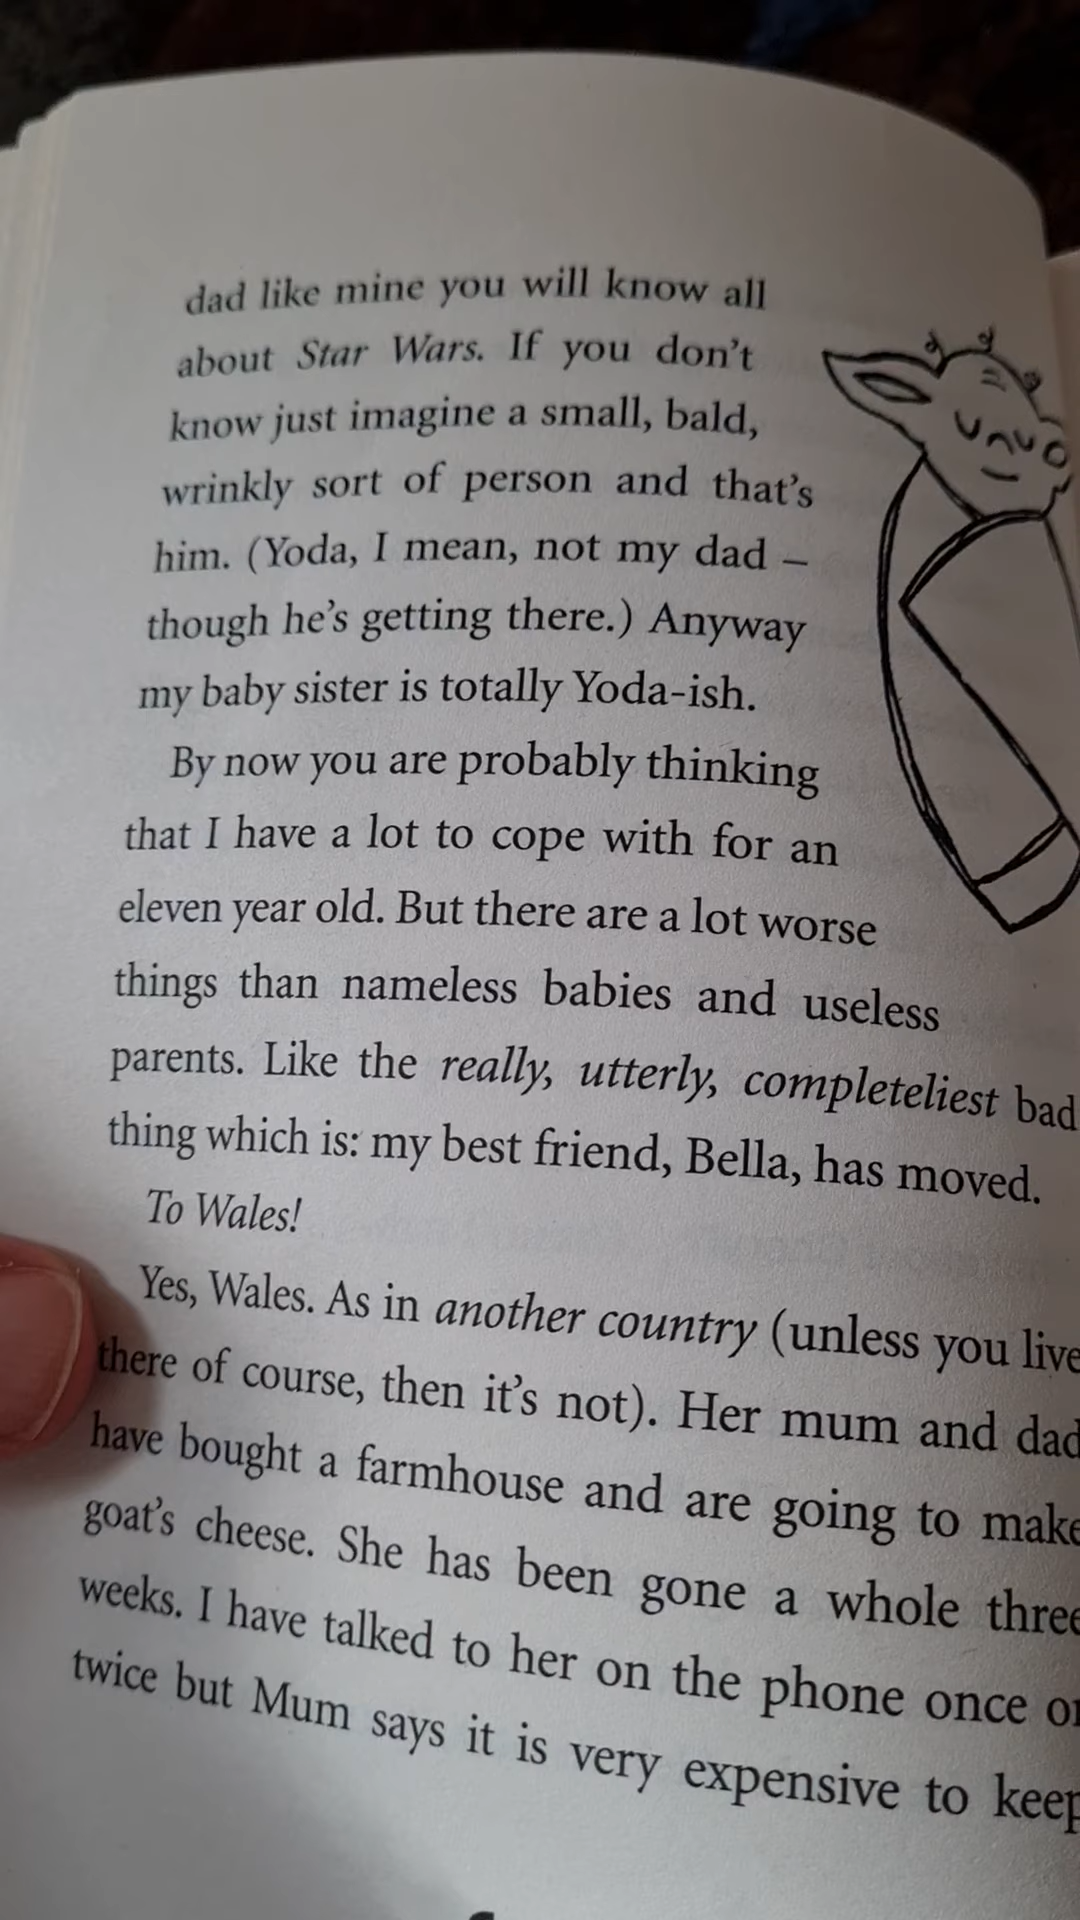 dad like mine you will know all
about Star Wars. If you don't
know just imagine a small, bald,
wrinkly sort of person and that's
him. (Yoda, I mean, not my dad –
though he's getting there.) Anyway
my baby sister is totally Yoda-ish.
By now you are probably thinking
that I have a lot to cope with for an
eleven year old. But there are a lot worse
things than nameless babies and useless
parents. Like the really, utterly, completeliest bad
thing which is: my best friend, Bella, has moved.
To Wales!
Yes, Wales. As in another country (unless you live
there of course, then it's not). Her mum and dad
have bought a farmhouse and are going to make
goat's cheese. She has been gone a whole three
weeks. I have talked to her on the phone once or
twice but Mum says it is very expensive to keep